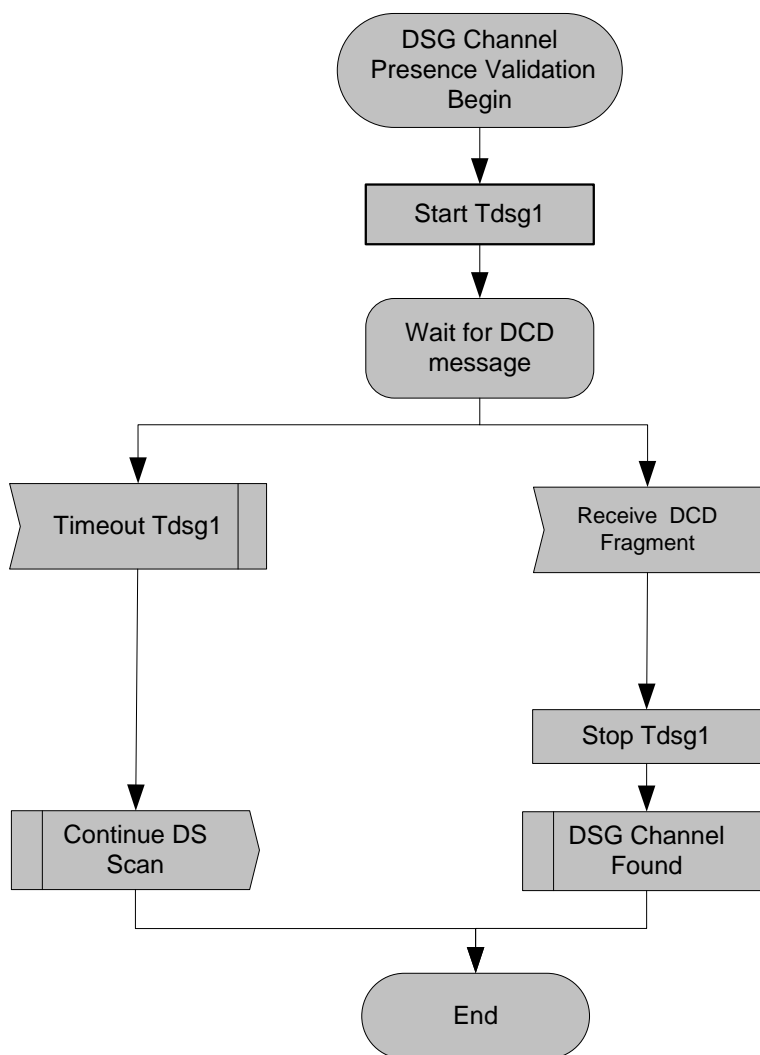 DSG Channel
Presence Validation
Begin
Start Tdsg1
Wait for DCD
message
Timeout Tdsg1
Receive DCD
Fragment
Stop Tdsg1
Continue DS
Scan
DSG Channel
Found
End